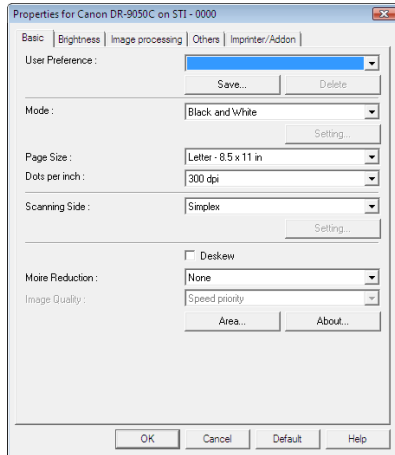 Properties for Canon DR-9050C on STI - 0000
Basic Brightness Image processing Others Imprinter/Addon
User Preference :
Save... Delete
Mode : Black and White
Setting...
Page Size : Letter - 8.5 x 11 in
Dots per inch : 300 dpi
Scanning Side : Simplex
Setting...
Deskew
Moire Reduction : None
Image Quality : Speed priority
Area... About...
OK Cancel Default Help